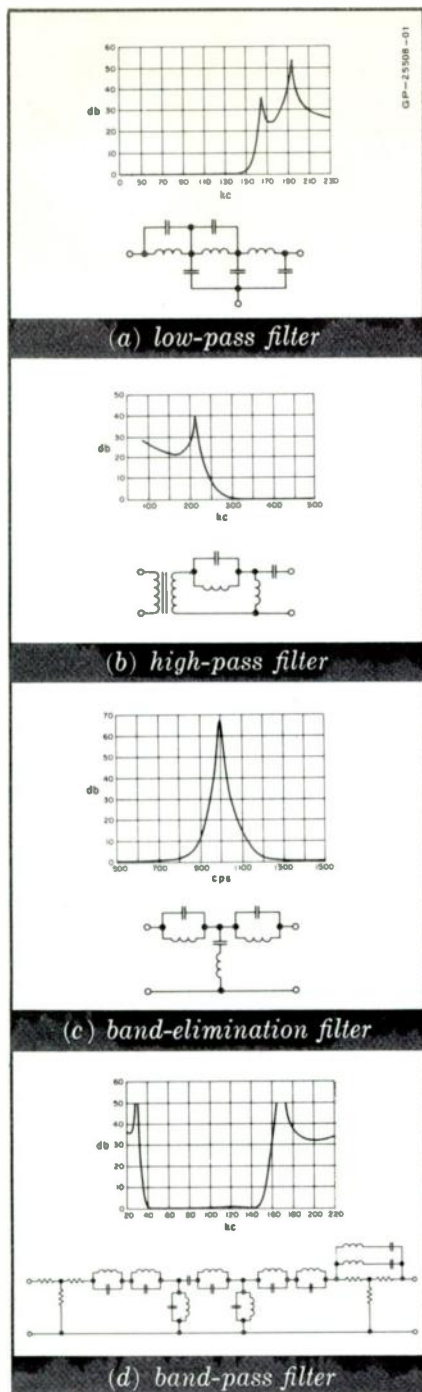 GP-25508-01
60
50
db
40
30
20
10
0
0 50 70 90 110 130 150 170 190 210 230
kc
(a) low-pass filter
50
40
db
30
20
10
0
100 200 300 400 500
kc
(b) high-pass filter
70
60
50
db
40
30
20
10
0
500 700 900 1100 1300 1500
cps
(c) band-elimination filter
60
50
40
db
30
20
10
0
20 40 60 80 100 120 140 160 180 200 220
kc
(d) band-pass filter